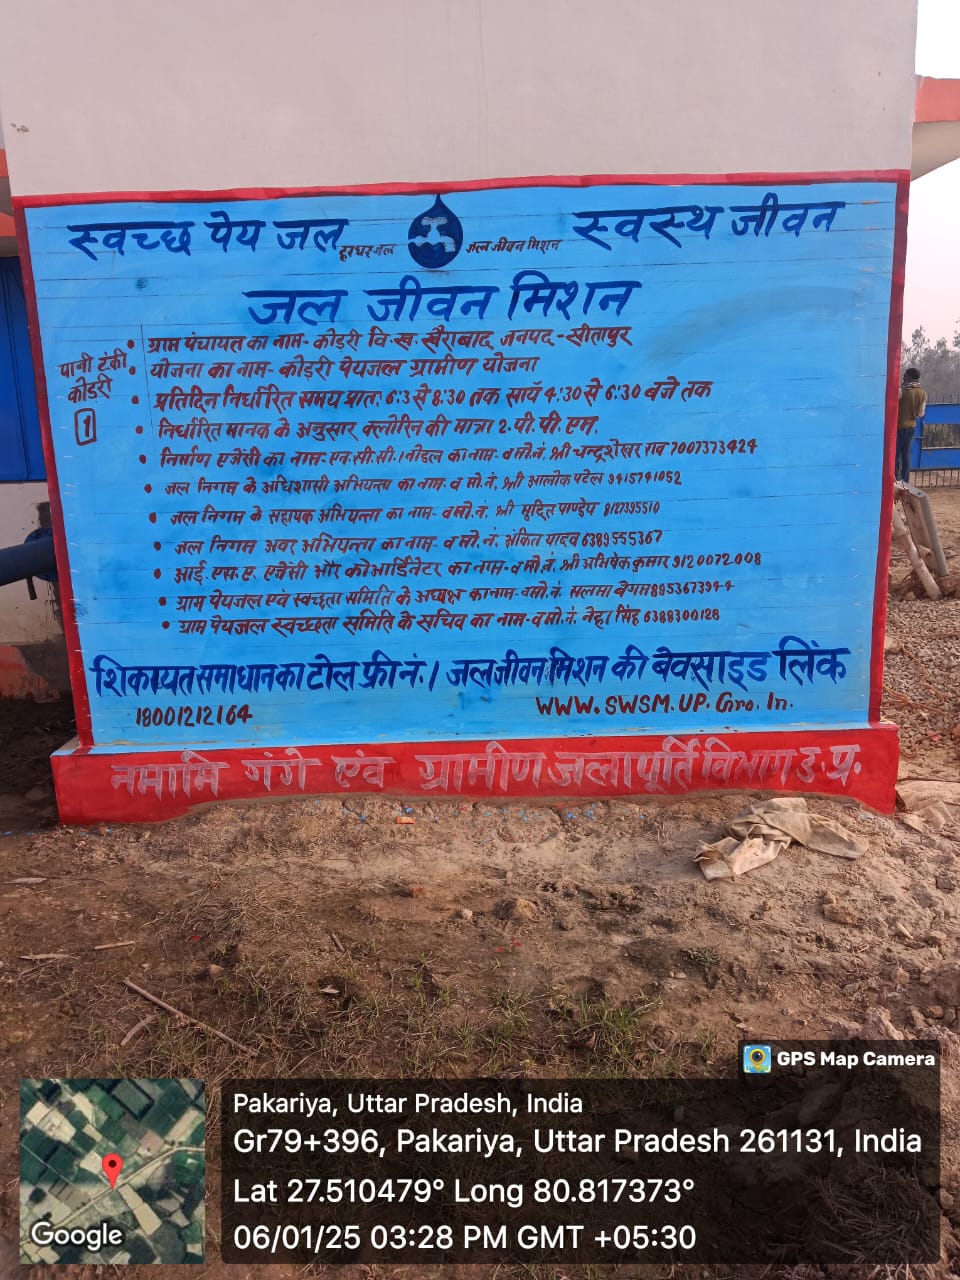 स्वच्छ पेय जल
हर घर जल
जल जीवन मिशन
स्वस्थ जीवन
जल जीवन मिशन
पानी टंकी
कोडरी
1
• ग्राम पंचायत का नाम- कोडरी वि.ख. खैराबाद जनपद-सीतापुर
• योजना का नाम- कोड़री पेयजल ग्रामीण योजना
• प्रतिदिन निर्धारित समय प्रात: 6:3 से 8:30 तक सायॅ 4:30 से 6:30 बजे तक
• निर्धारित मानक के अनुसार क्लोरिन की मात्रा 2.पी.पी.एम.
• निर्माण एजेंसी का नाम- एन.सी.सी. । नोडल का नाम- व मो.नं. श्री चन्द्रशेखर राव 7007373424
• जल निगम के अधिशासी अभियन्ता का नाम- व मो.नं. श्री आलोक पटेल 9415741052
• जल निगम के सहायक अभियन्ता का नाम- व मो.नं. श्री मुदित पाण्डेय
• जल निगम अवर अभियन्ता का नाम- व मो.नं. अंकित यादव 6389555367
• आई.एस.ए. एजेंसी और कोआर्डिनेटर का नाम- व मो.नं. श्री अभिषेक कुमार 9120072008
• ग्राम पेयजल एवं स्वच्छता समिति के अध्यक्ष का नाम- व मो.नं. सलमा बेगम
• ग्राम पेयजल स्वच्छता समिति के सचिव का नाम- व मो.नं. नेहा सिंह 6388300128
शिकायत समाधान का टोल फ्री नं. / जल जीवन मिशन की बेवसाइड लिंक
18001212164
WWW.SWSM.UP.Gro.In.
नमामि गंगे एंव ग्रामीण जलापूर्ति विभाग उ.प्र.
GPS Map Camera
Pakariya, Uttar Pradesh, India
Gr79+396, Pakariya, Uttar Pradesh 261131, India
Lat 27.510479° Long 80.817373°
06/01/25 03:28 PM GMT +05:30
Google